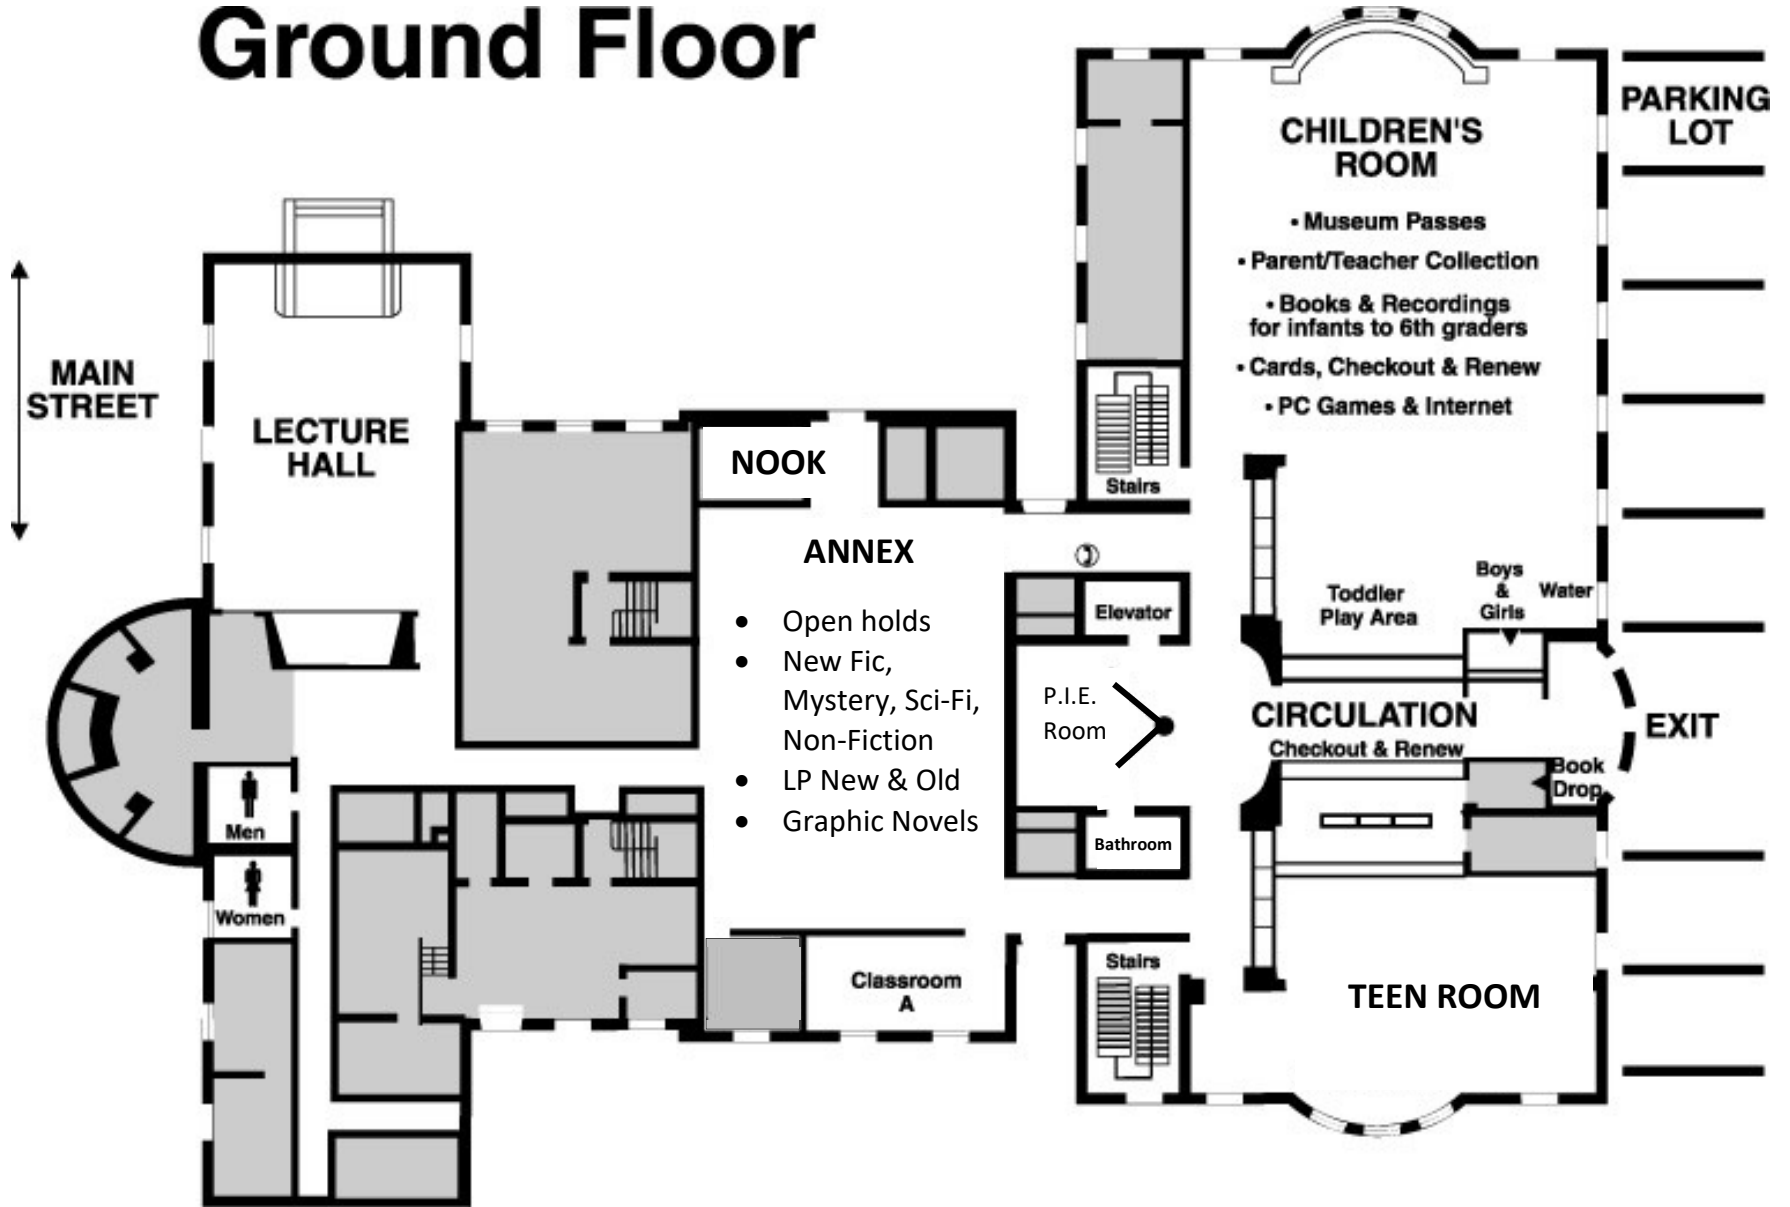 Ground Floor
PARKING
LOT
CHILDREN'S
ROOM
• Museum Passes
• Parent/Teacher Collection
• Books & Recordings
for infants to 6th graders
• Cards, Checkout & Renew
• PC Games & Internet
MAIN
STREET
LECTURE
HALL
NOOK
Stairs
ANNEX
• Open holds
• New Fic,
Mystery, Sci-Fi,
Non-Fiction
• LP New & Old
• Graphic Novels
Elevator
Toddler
Play Area
Boys
&
Girls
Water
P.I.E.
Room
CIRCULATION
Checkout & Renew
EXIT
Book
Drop
Men
Women
Bathroom
Stairs
Classroom
A
TEEN ROOM